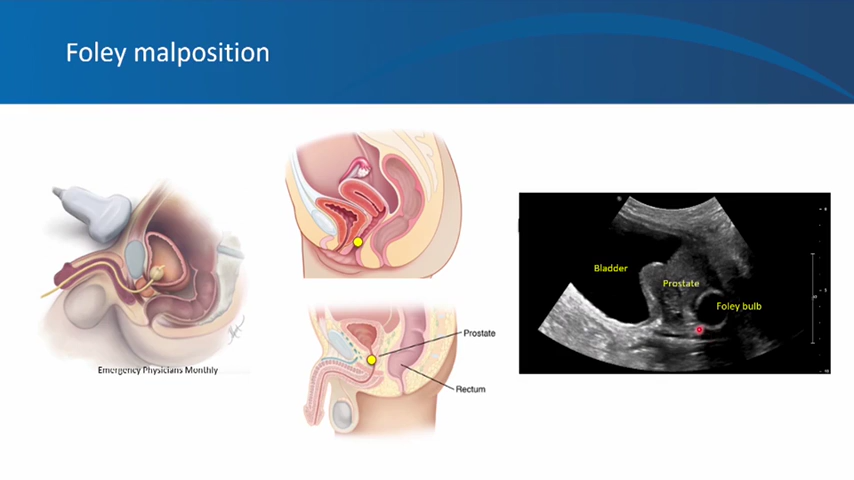 Foley malposition
Emergency Physicians Monthly
Prostate
Rectum
Bladder
Prostate
Foley bulb